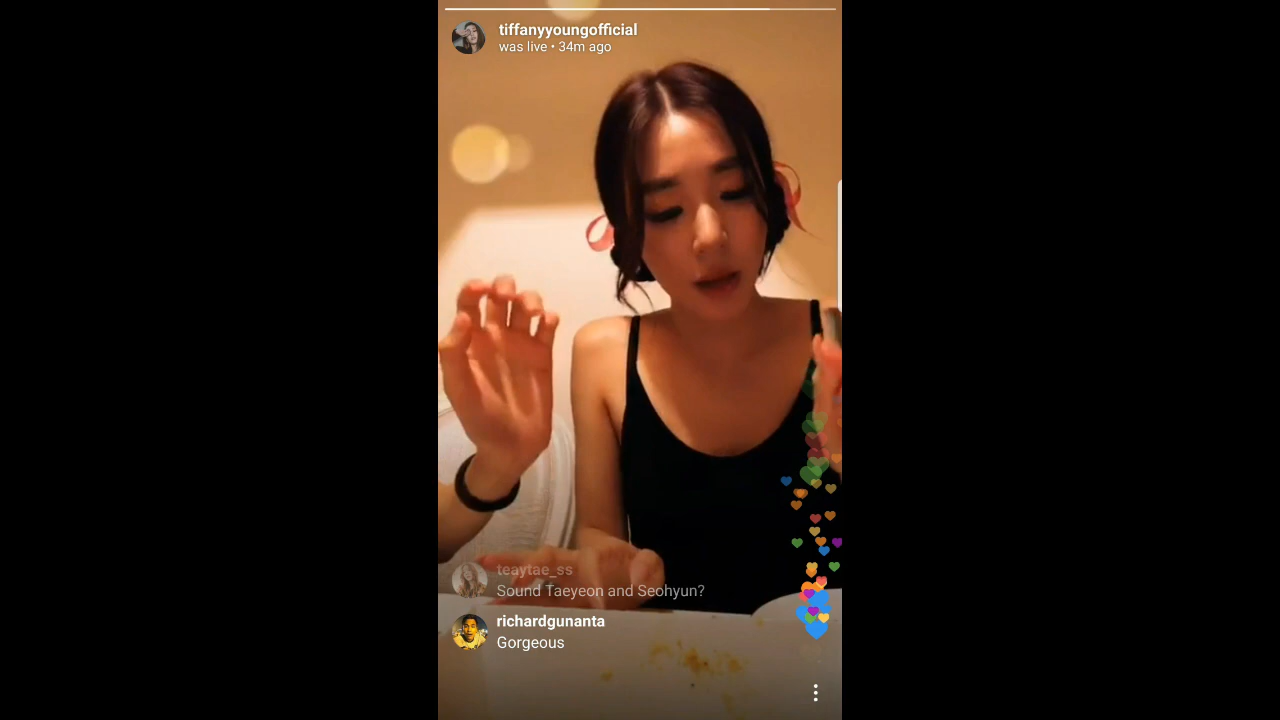 tiffanyyoungofficial
was live • 34m ago
teaytae_ss
Sound Taeyeon and Seohyun?
richardgunanta
Gorgeous